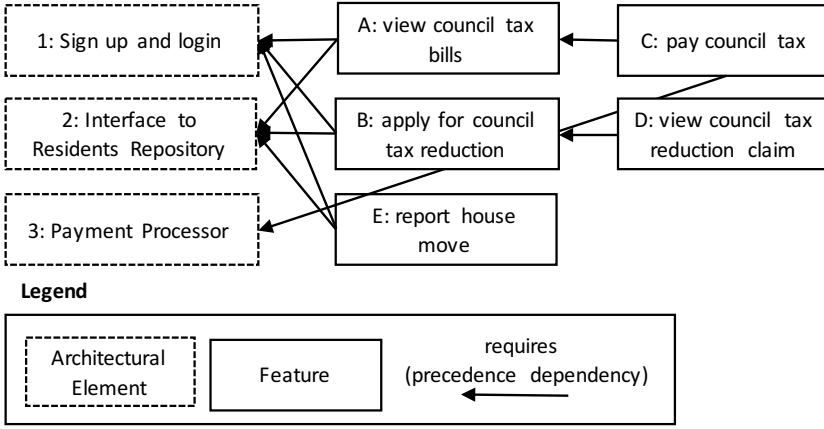 1: Sign up and login
A: view council tax
bills
C: pay council tax
2: Interface to
Residents Repository
B: apply for council
tax reduction
D: view council tax
reduction claim
3: Payment Processor
E: report house
move
Legend
Architectural
Element
Feature
requires
(precedence dependency)